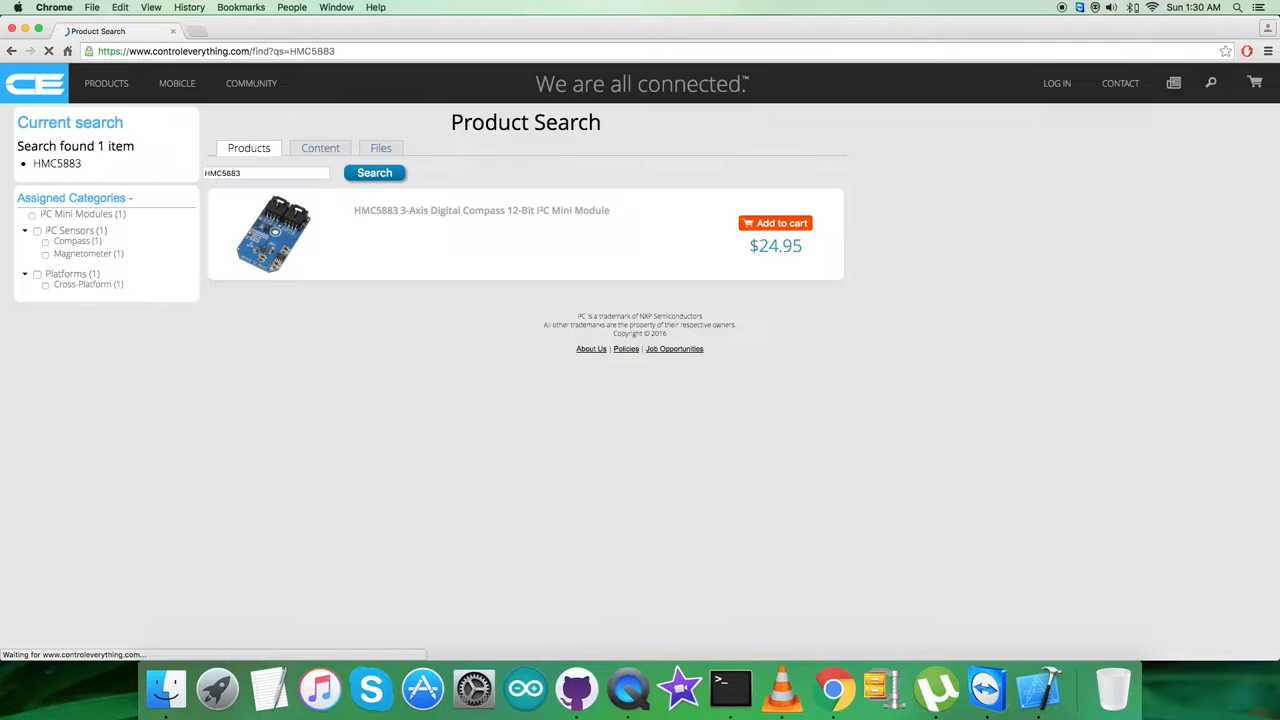 Chrome File Edit View History Bookmarks People Window Help Sun 1:30 AM
Product Search
https://www.controleverything.com/find?qs=HMC5883
CE PRODUCTS MOBICLE COMMUNITY We are all connected.™ LOG IN CONTACT
Current search
Search found 1 item
HMC5883
Assigned Categories -
I²C Mini Modules (1)
I²C Sensors (1)
Compass (1)
Magnetometer (1)
Platforms (1)
Cross-Platform (1)
Product Search
Products Content Files
HMC5883 Search
HMC5883 3-Axis Digital Compass 12-Bit I²C Mini Module
Add to cart
$24.95
I²C is a trademark of NXP Semiconductors
All other trademarks are the property of their respective owners.
Copyright © 2016
About Us | Policies | Job Opportunities
Waiting for www.controleverything.com...